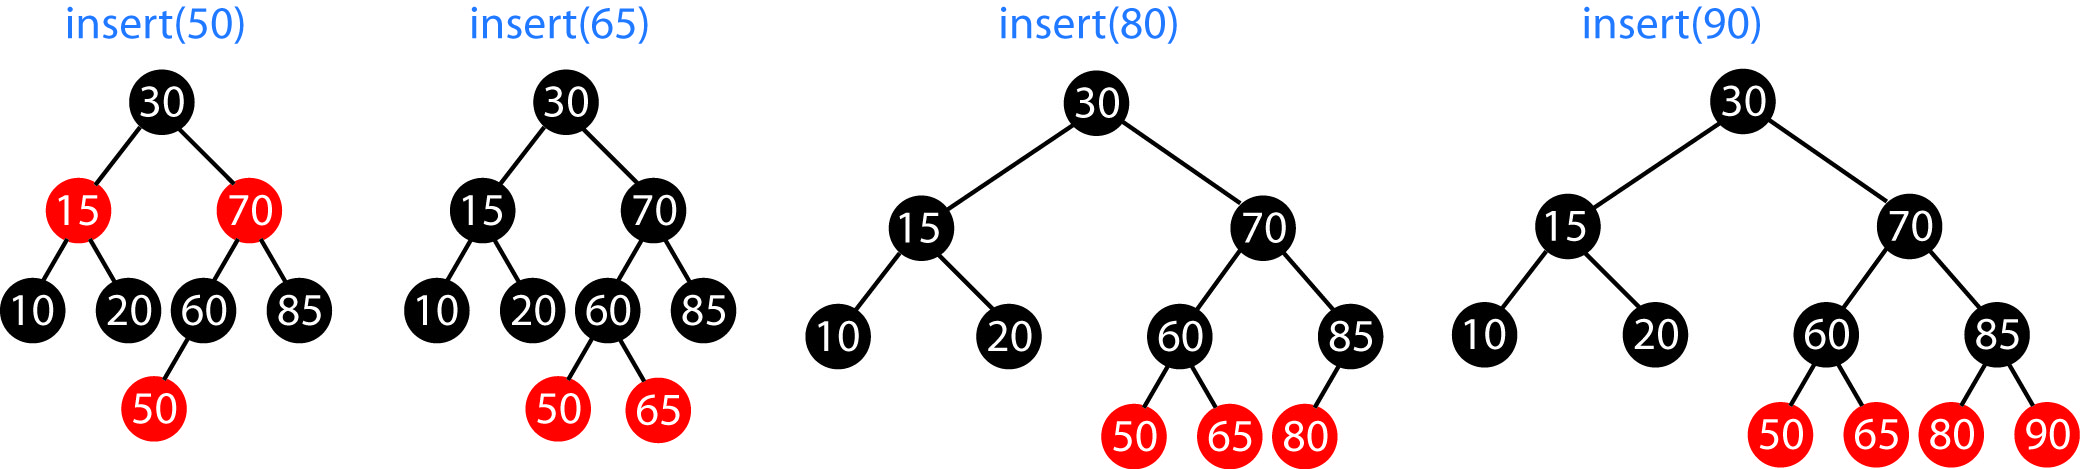 insert(50) insert(65) insert(80) insert(90)
30 30 30 30
15 70 15 70 15 70 15 70
10 20 60 85 10 20 60 85 10 20 60 85 10 20 60 85
50 50 65 50 65 80 50 65 80 90